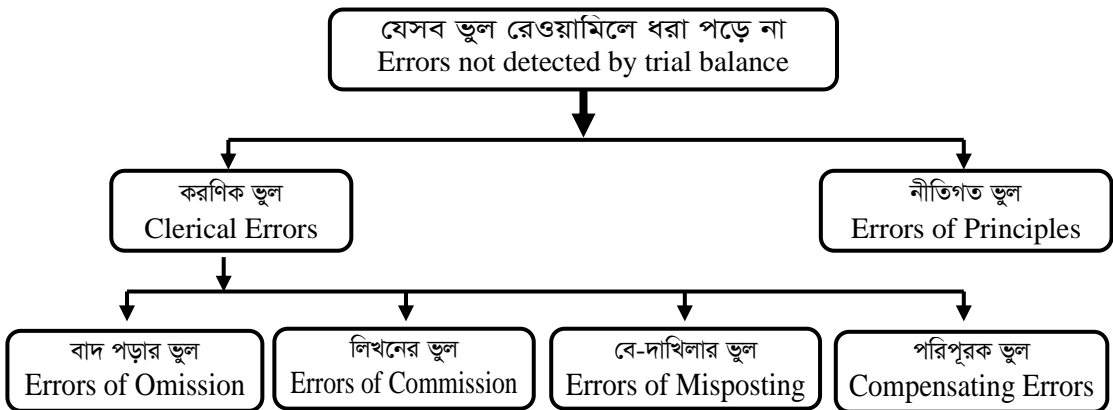 যেসব ভুল রেওয়ামিলে ধরা পড়ে না
Errors not detected by trial balance
করণিক ভুল
Clerical Errors
নীতিগত ভুল
Errors of Principles
বাদ পড়ার ভুল
Errors of Omission
লিখনের ভুল
Errors of Commission
বে-দাখিলার ভুল
Errors of Misposting
পরিপূরক ভুল
Compensating Errors